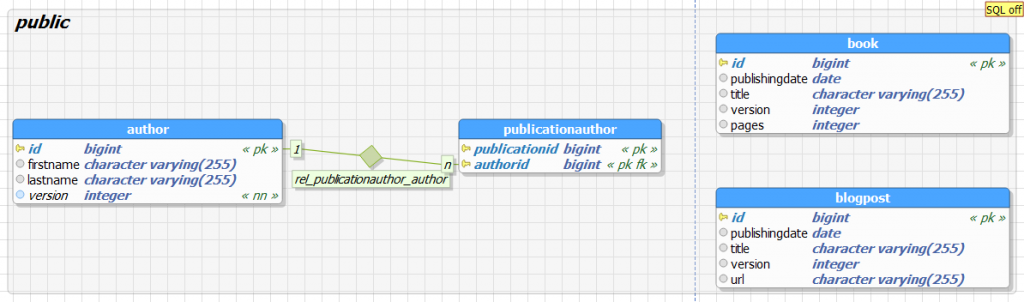 SQL off
public
author
id bigint « pk »
firstname character varying(255)
lastname character varying(255)
version integer « nn »
1
n
rel_publicationauthor_author
publicationauthor
publicationid bigint « pk »
authorid bigint « pk fk »
book
id bigint « pk »
publishingdate date
title character varying(255)
version integer
pages integer
blogpost
id bigint « pk »
publishingdate date
title character varying(255)
version integer
url character varying(255)